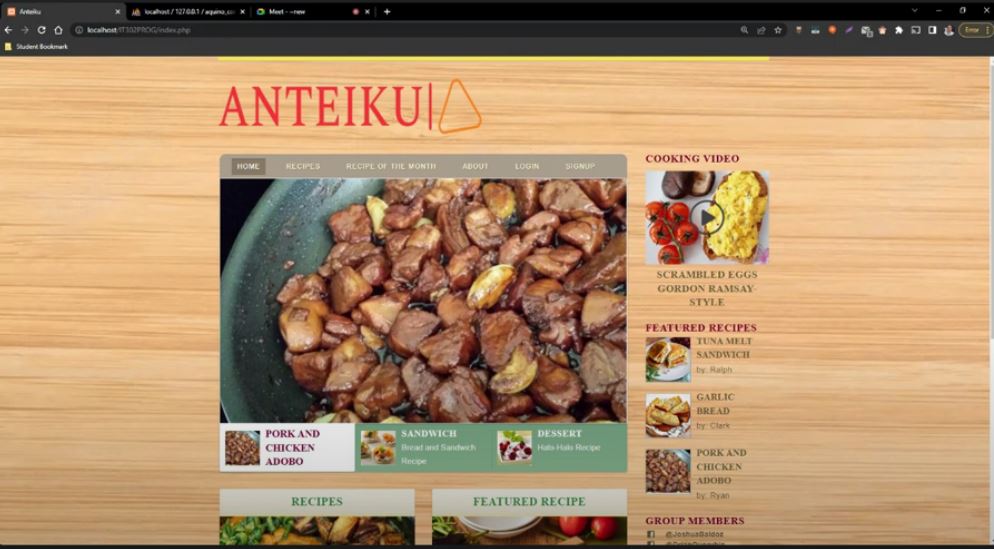 Anteiku
localhost / 127.0.0.1 / aquino_co
Meet - ~new
localhost/IT302PROG/index.php
Error
Student Bookmark
ANTEIKU
HOME
RECIPES
RECIPE OF THE MONTH
ABOUT
LOGIN
SIGNUP
PORK AND
CHICKEN
ADOBO
SANDWICH
Bread and Sandwich
Recipe
DESSERT
Halo-Halo Recipe
RECIPES
FEATURED RECIPE
COOKING VIDEO
SCRAMBLED EGGS
GORDON RAMSAY-
STYLE
FEATURED RECIPES
TUNA MELT
SANDWICH
by: Ralph
GARLIC
BREAD
by: Clark
PORK AND
CHICKEN
ADOBO
by: Ryan
GROUP MEMBERS
@JoshuaBaldoz